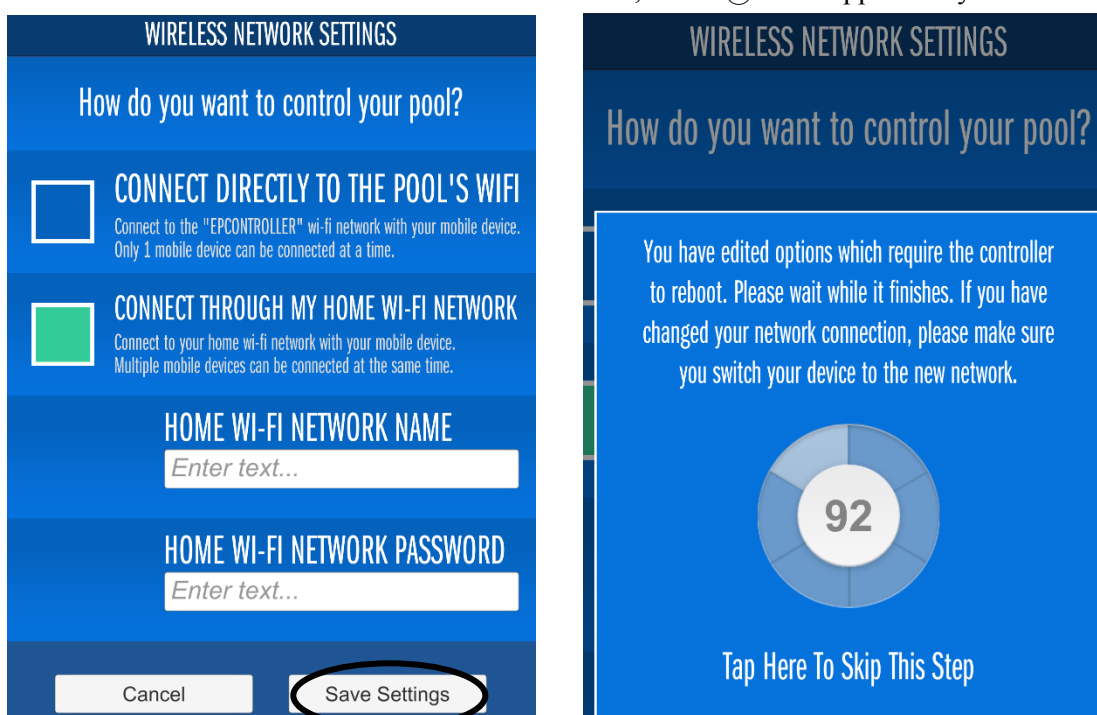 WIRELESS NETWORK SETTINGS
How do you want to control your pool?
CONNECT DIRECTLY TO THE POOL'S WIFI
Connect to the "EPCONTROLLER" wi-fi network with your mobile device.
Only 1 mobile device can be connected at a time.
CONNECT THROUGH MY HOME WI-FI NETWORK
Connect to your home wi-fi network with your mobile device.
Multiple mobile devices can be connected at the same time.
HOME WI-FI NETWORK NAME
Enter text...
HOME WI-FI NETWORK PASSWORD
Enter text...
Cancel
Save Settings
WIRELESS NETWORK SETTINGS
How do you want to control your pool?
You have edited options which require the controller
to reboot. Please wait while it finishes. If you have
changed your network connection, please make sure
you switch your device to the new network.
92
Tap Here To Skip This Step